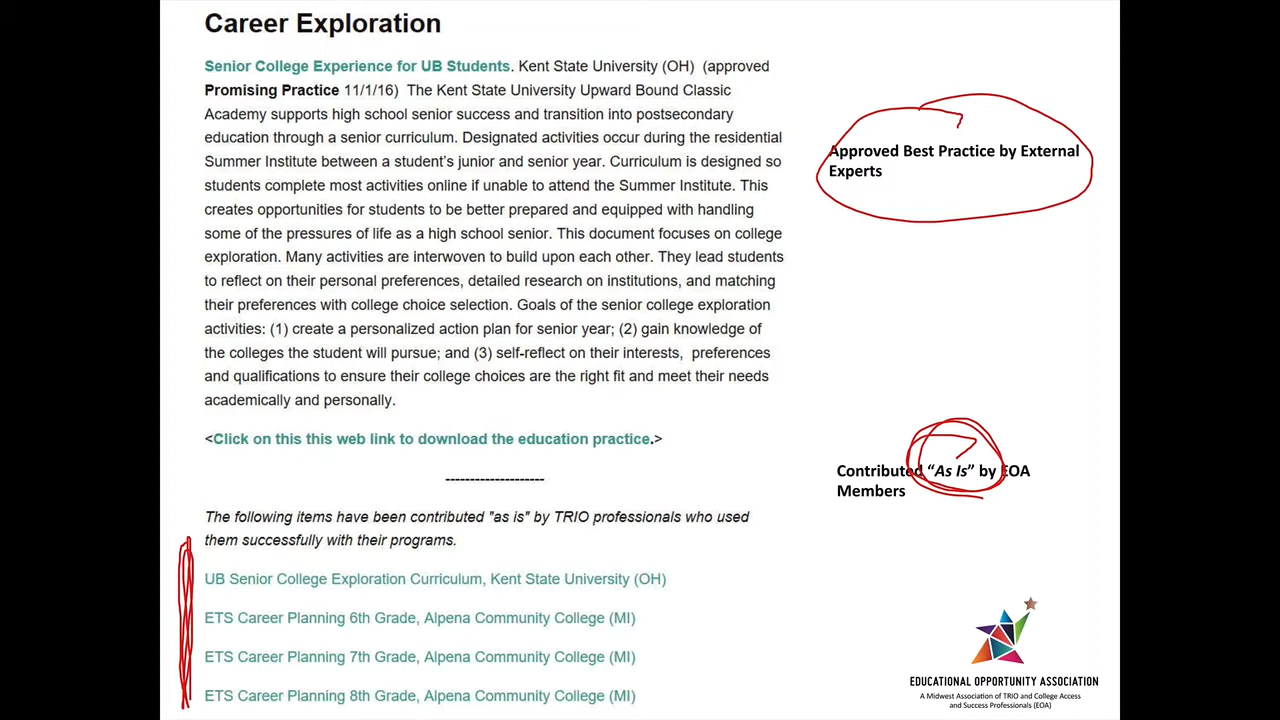 Career Exploration
Senior College Experience for UB Students. Kent State University (OH) (approved
Promising Practice 11/1/16) The Kent State University Upward Bound Classic
Academy supports high school senior success and transition into postsecondary
education through a senior curriculum. Designated activities occur during the residential
Summer Institute between a student's junior and senior year. Curriculum is designed so
students complete most activities online if unable to attend the Summer Institute. This
creates opportunities for students to be better prepared and equipped with handling
some of the pressures of life as a high school senior. This document focuses on college
exploration. Many activities are interwoven to build upon each other. They lead students
to reflect on their personal preferences, detailed research on institutions, and matching
their preferences with college choice selection. Goals of the senior college exploration
activities: (1) create a personalized action plan for senior year; (2) gain knowledge of
the colleges the student will pursue; and (3) self-reflect on their interests, preferences
and qualifications to ensure their college choices are the right fit and meet their needs
academically and personally.
<Click on this this web link to download the education practice.>
--------------------
The following items have been contributed "as is" by TRIO professionals who used
them successfully with their programs.
UB Senior College Exploration Curriculum, Kent State University (OH)
ETS Career Planning 6th Grade, Alpena Community College (MI)
ETS Career Planning 7th Grade, Alpena Community College (MI)
ETS Career Planning 8th Grade, Alpena Community College (MI)
Approved Best Practice by External
Experts
Contributed “As Is” by EOA
Members
EDUCATIONAL OPPORTUNITY ASSOCIATION
A Midwest Association of TRIO and College Access
and Success Professionals (EOA)